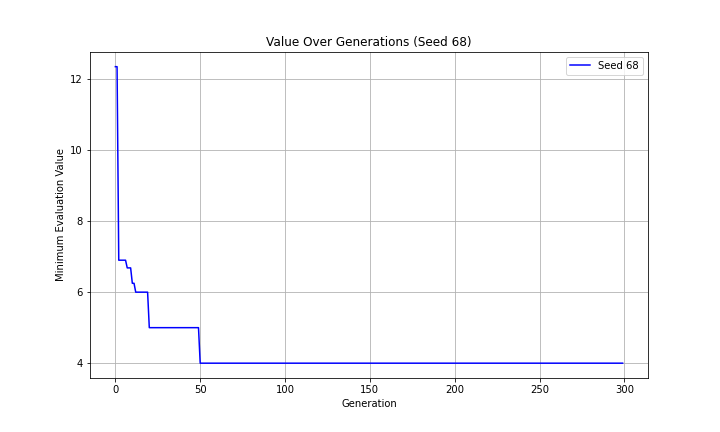 Value Over Generations (Seed 68)
Seed 68
Minimum Evaluation Value
12
10
8
6
4
0 50 100 150 200 250 300
Generation